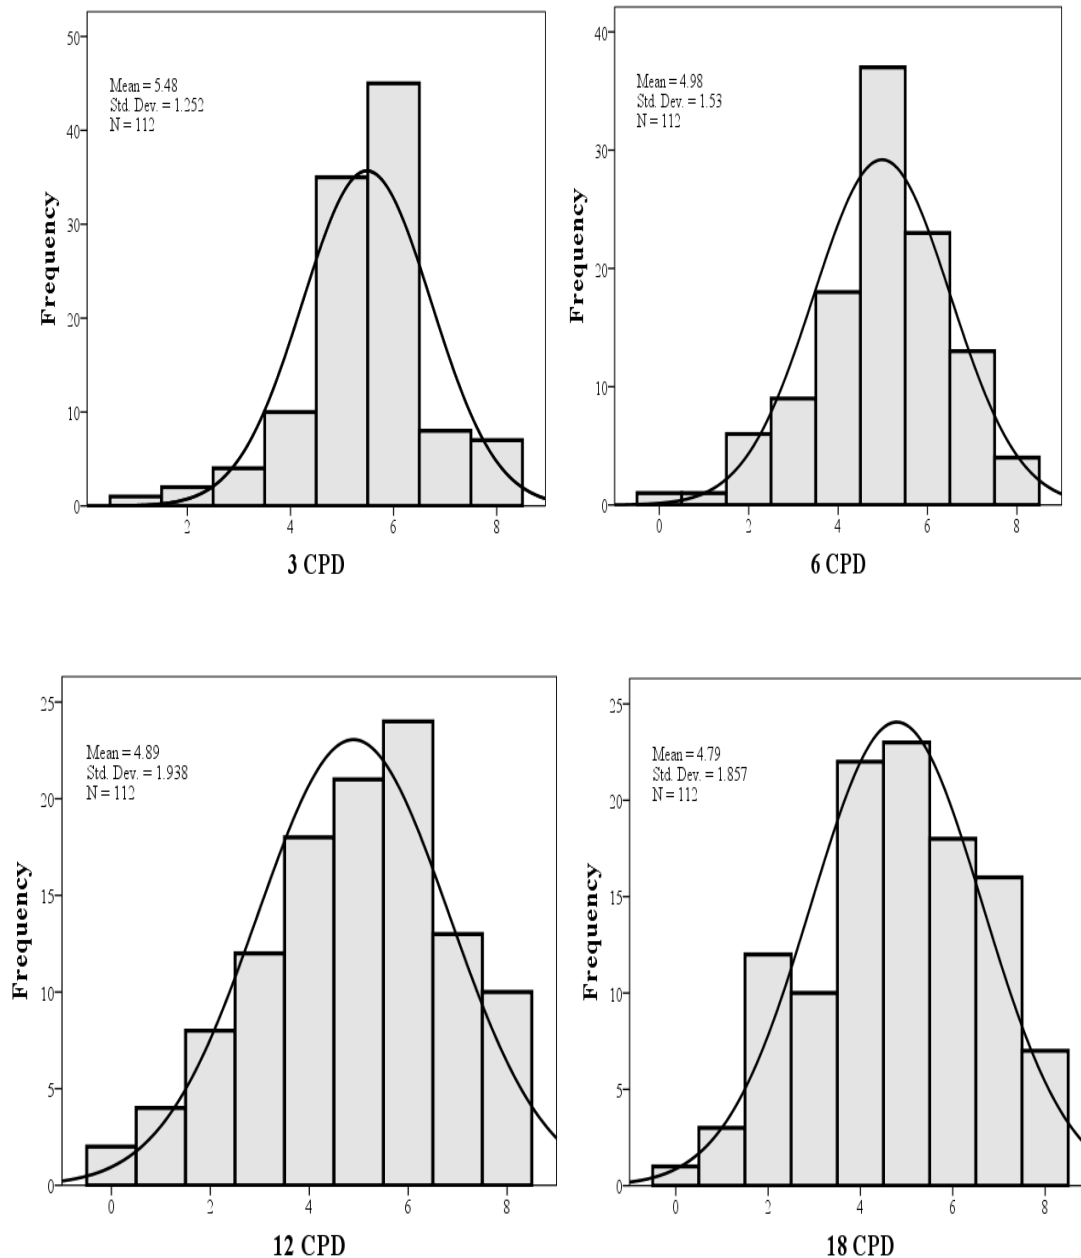 50
40
30
20
10
0
Frequency
Mean = 5.48
Std. Dev. = 1.252
N = 112
2 4 6 8
3 CPD
40
30
20
10
0
Frequency
Mean = 4.98
Std. Dev. = 1.53
N = 112
0 2 4 6 8
6 CPD
25
20
15
10
5
0
Frequency
Mean = 4.89
Std. Dev. = 1.938
N = 112
0 2 4 6 8
12 CPD
25
20
15
10
5
0
Frequency
Mean = 4.79
Std. Dev. = 1.857
N = 112
0 2 4 6 8
18 CPD